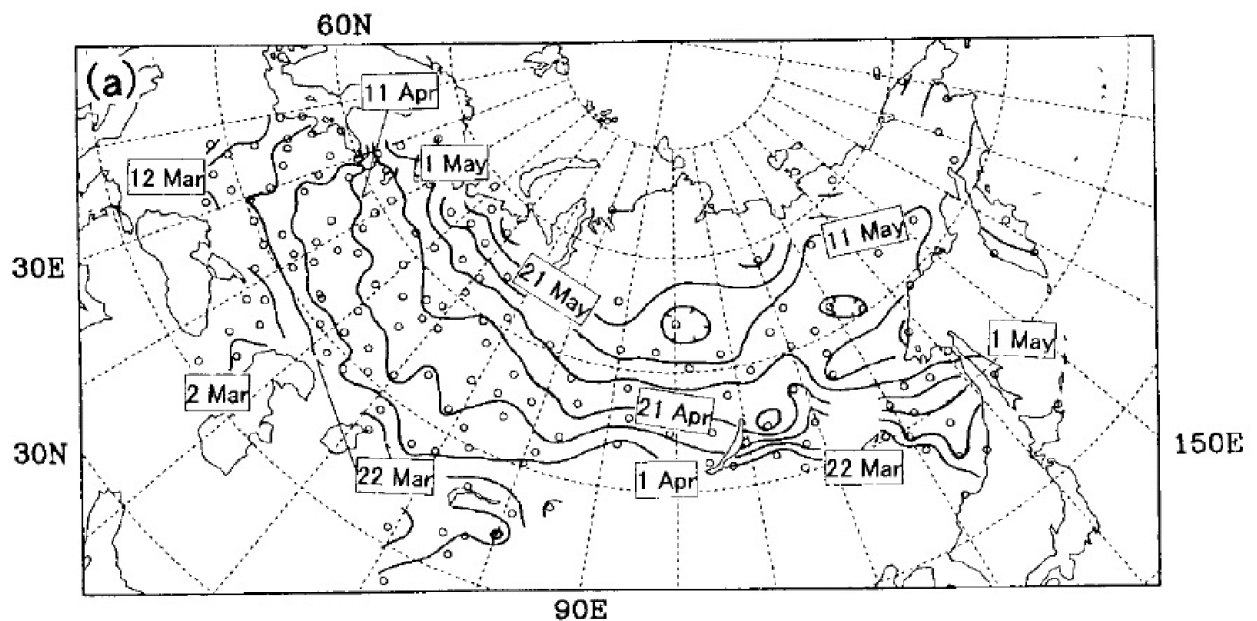 60N
(a)
11 Apr
12 Mar
1 May
11 May
30E
21 May
1 May
2 Mar
21 Apr
30N
22 Mar
1 Apr
22 Mar
150E
90E